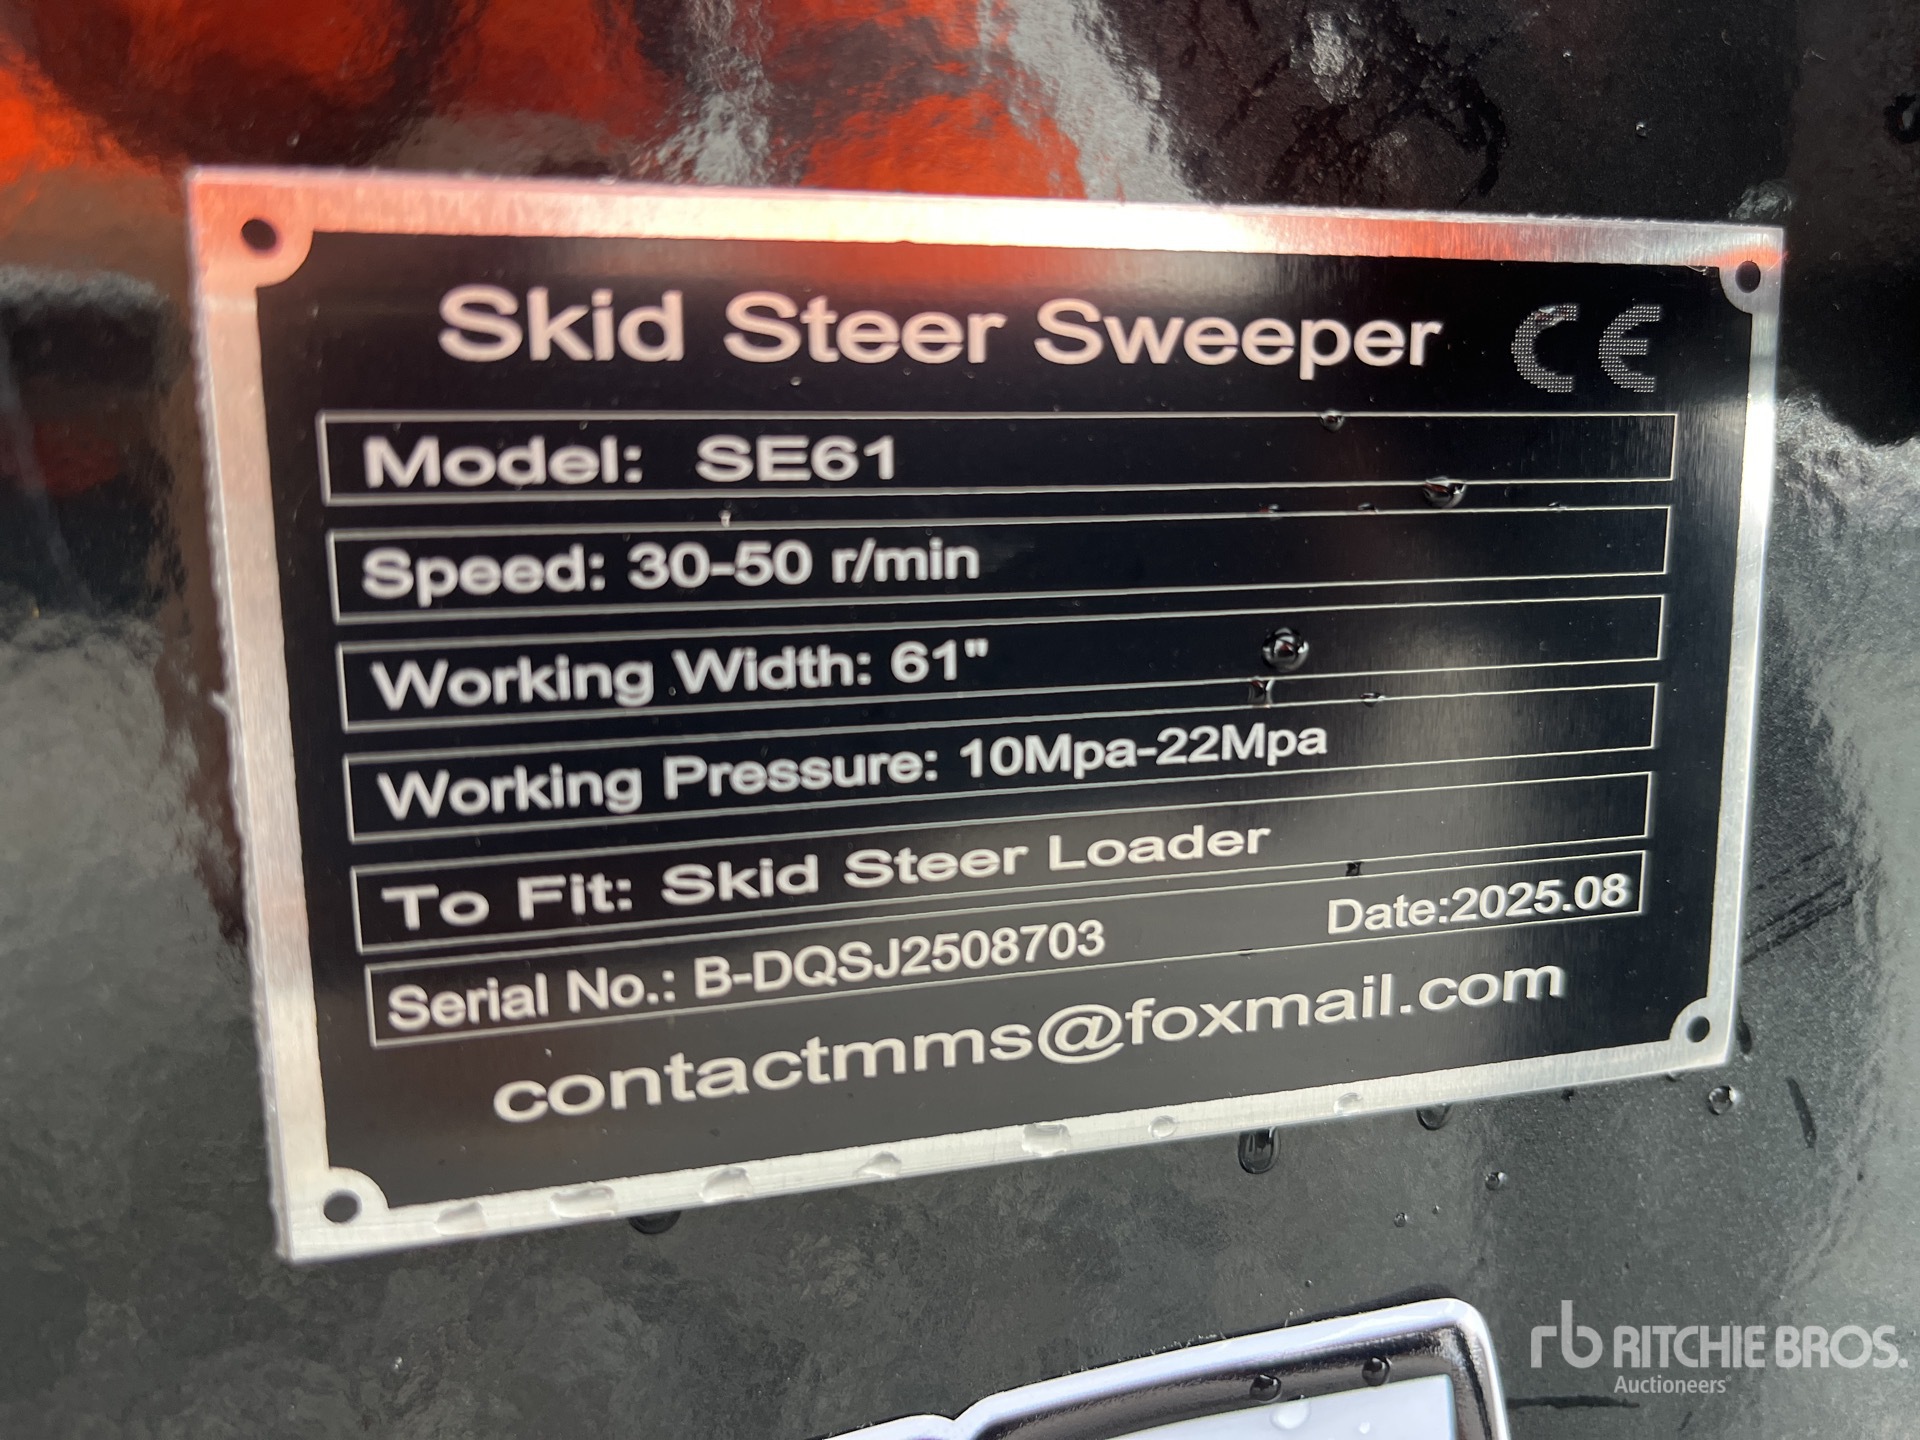 Skid Steer Sweeper CE
Model: SE61
Speed: 30-50 r/min
Working Width: 61"
Working Pressure: 10Mpa-22Mpa
To Fit: Skid Steer Loader
Serial No.: B-DQSJ2508703 Date:2025.08
contactmms@foxmail.com
rb RITCHIE BROS.
Auctioneers